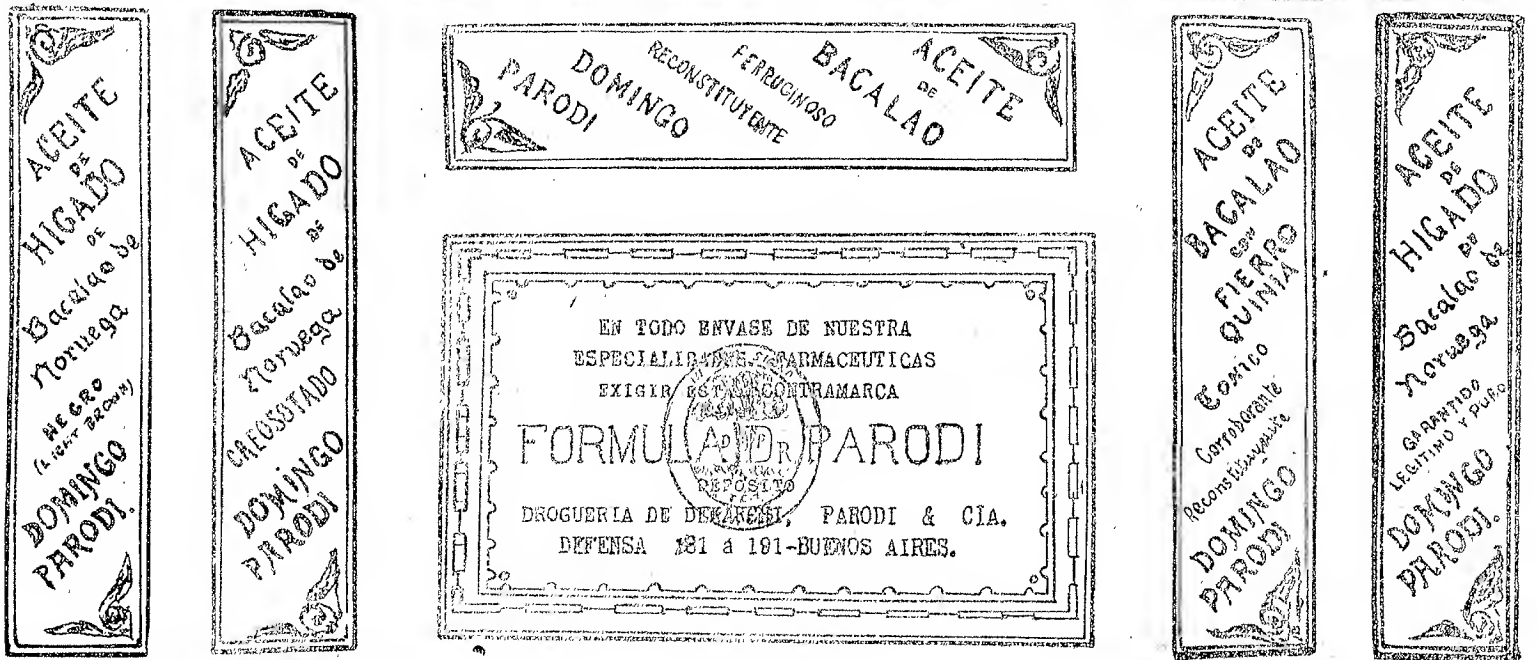 ACEITE
DE
HIGADO
DE
Bacalao de
Noruega
NEGRO
(LIGHT BROWN)
DOMINGO
PARODI.
ACEITE
DE
HIGADO
DE
Bacalao de
Noruega
CREOSOTADO
DOMINGO
PARODI
ACEITE
DE
BACALAO
FERRUGINOSO
RECONSTITUYENTE
DOMINGO
PARODI
EN TODO ENVASE DE NUESTRA
ESPECIALIDADES FARMACEUTICAS
EXIGIR ESTA CONTRAMARCA
FORMULA DR PARODI
DEPOSITO
DROGUERIA DE DEMARCHI, PARODI & CIA.
DEFENSA 181 a 191-BUENOS AIRES.
ACEITE
DE
BACALAO
CON
FIERRO
QUINIA
TONICO
Corroborante
Reconstituyente
DOMINGO
PARODI
ACEITE
DE
HIGADO
DE
Bacalao de
Noruega
GARANTIDO
LEGITIMO Y PURO
DOMINGO
PARODI.